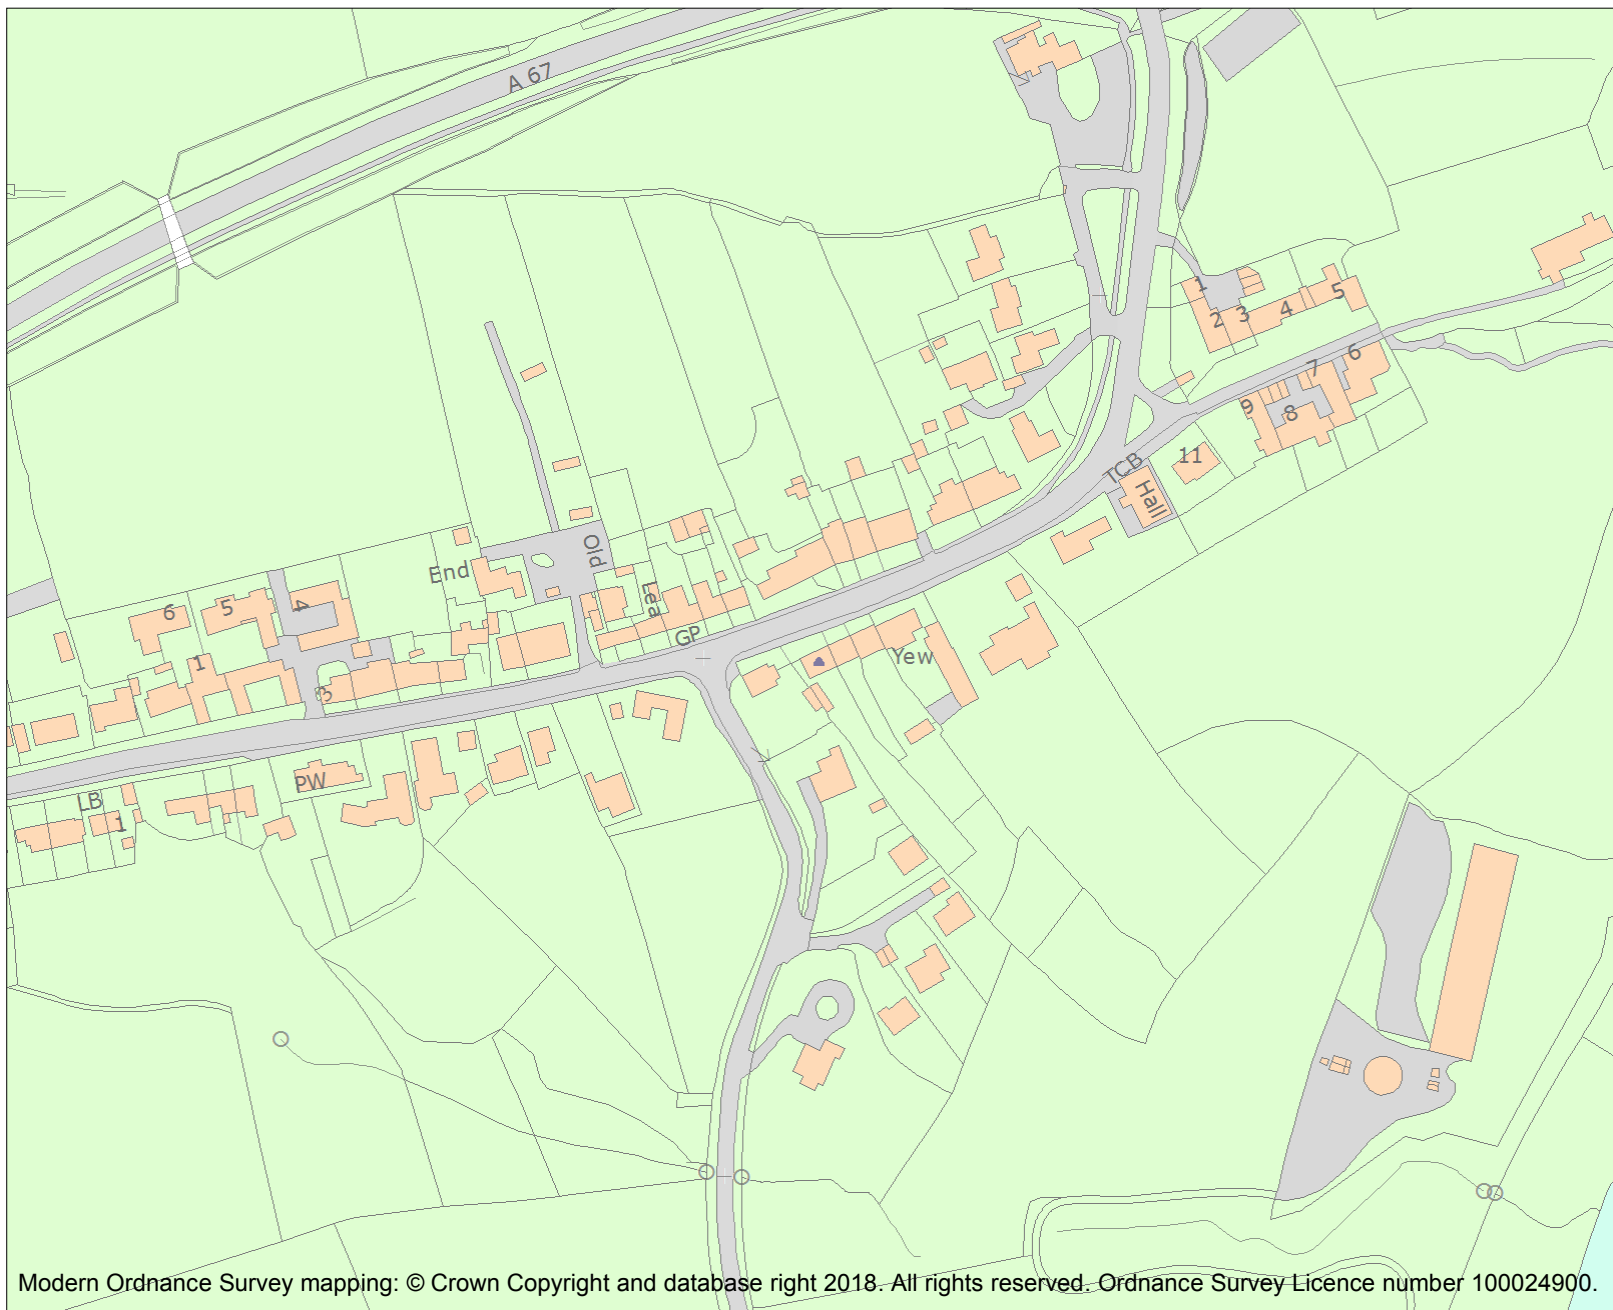 A 67
1
2
3
4
5
6
7
8
9
11
TCB
Hall
Old
End
Lea
GP
Yew
6
5
4
1
3
PW
LB
1
Modern Ordnance Survey mapping: © Crown Copyright and database right 2018. All rights reserved. Ordnance Survey Licence number 100024900.